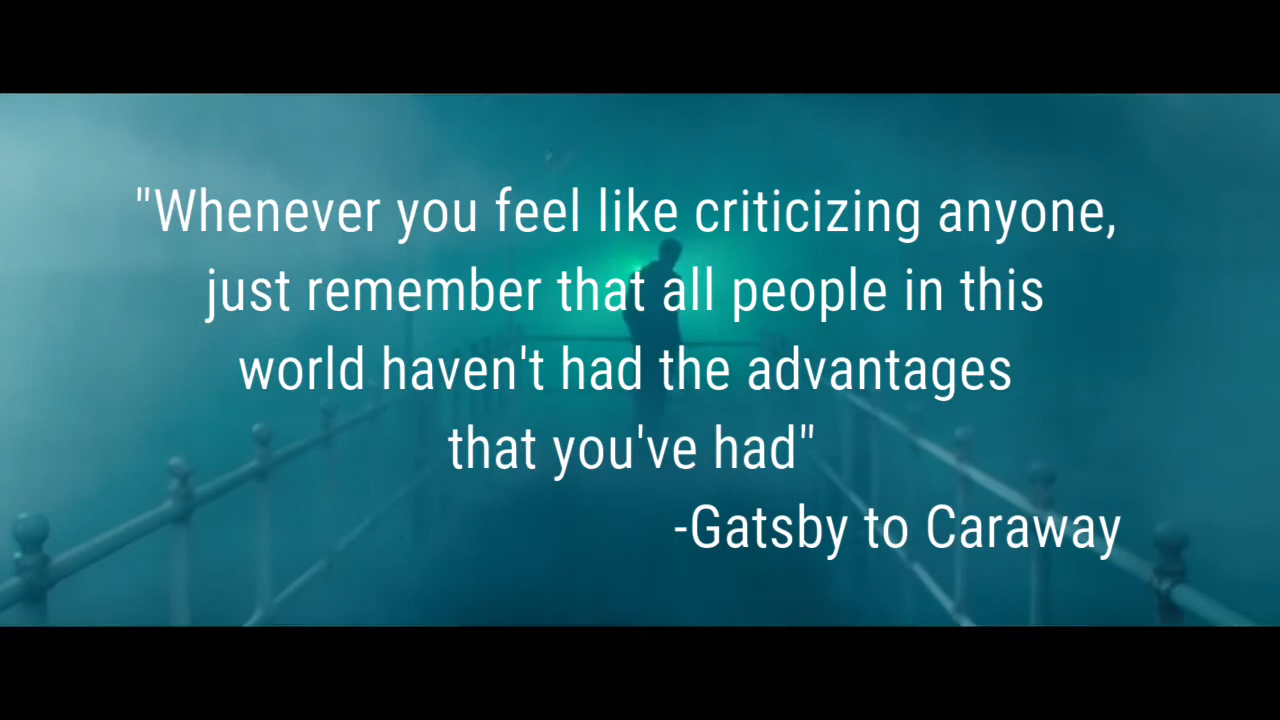 "Whenever you feel like criticizing anyone,
just remember that all people in this
world haven't had the advantages
that you've had"
-Gatsby to Caraway